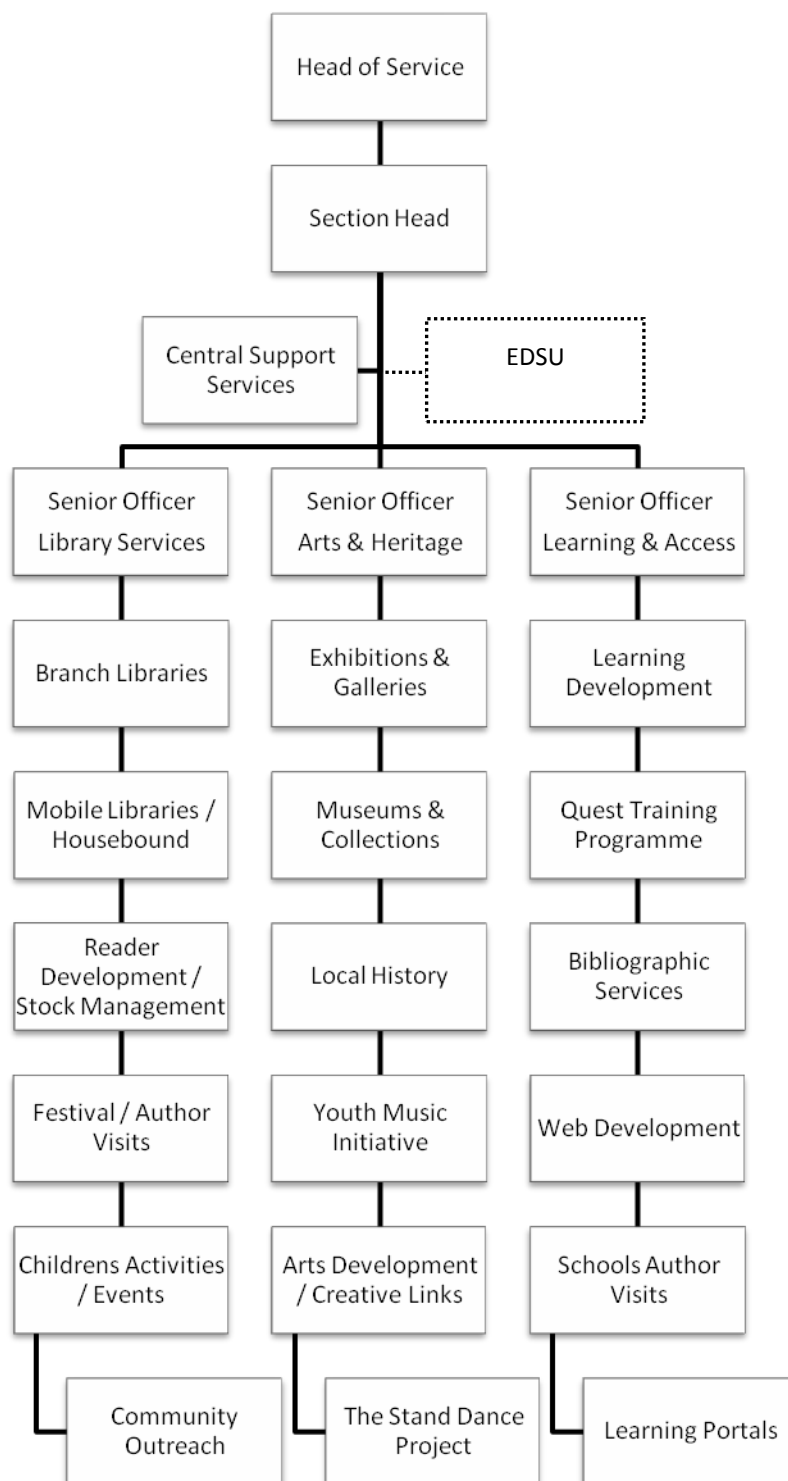 Head of Service
Section Head
Central Support
Services
EDSU
Senior Officer
Library Services
Senior Officer
Arts & Heritage
Senior Officer
Learning & Access
Branch Libraries
Exhibitions &
Galleries
Learning
Development
Mobile Libraries /
Housebound
Museums &
Collections
Quest Training
Programme
Reader
Development /
Stock Management
Local History
Bibliographic
Services
Festival / Author
Visits
Youth Music
Initiative
Web Development
Childrens Activities
/ Events
Arts Development
/ Creative Links
Schools Author
Visits
Community
Outreach
The Stand Dance
Project
Learning Portals